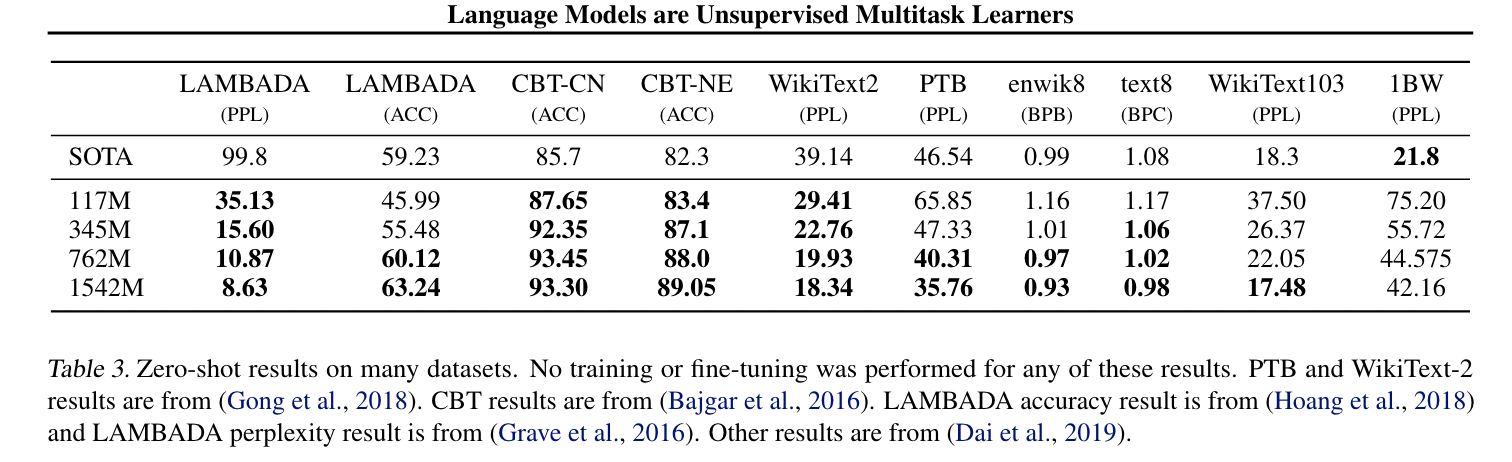 Language Models are Unsupervised Multitask Learners
LAMBADA LAMBADA CBT-CN CBT-NE WikiText2 PTB enwik8 text8 WikiText103 1BW
(PPL) (ACC) (ACC) (ACC) (PPL) (PPL) (BPB) (BPC) (PPL) (PPL)
SOTA 99.8 59.23 85.7 82.3 39.14 46.54 0.99 1.08 18.3 21.8
117M 35.13 45.99 87.65 83.4 29.41 65.85 1.16 1.17 37.50 75.20
345M 15.60 55.48 92.35 87.1 22.76 47.33 1.01 1.06 26.37 55.72
762M 10.87 60.12 93.45 88.0 19.93 40.31 0.97 1.02 22.05 44.575
1542M 8.63 63.24 93.30 89.05 18.34 35.76 0.93 0.98 17.48 42.16
Table 3. Zero-shot results on many datasets. No training or fine-tuning was performed for any of these results. PTB and WikiText-2
results are from (Gong et al., 2018). CBT results are from (Bajgar et al., 2016). LAMBADA accuracy result is from (Hoang et al., 2018)
and LAMBADA perplexity result is from (Grave et al., 2016). Other results are from (Dai et al., 2019).